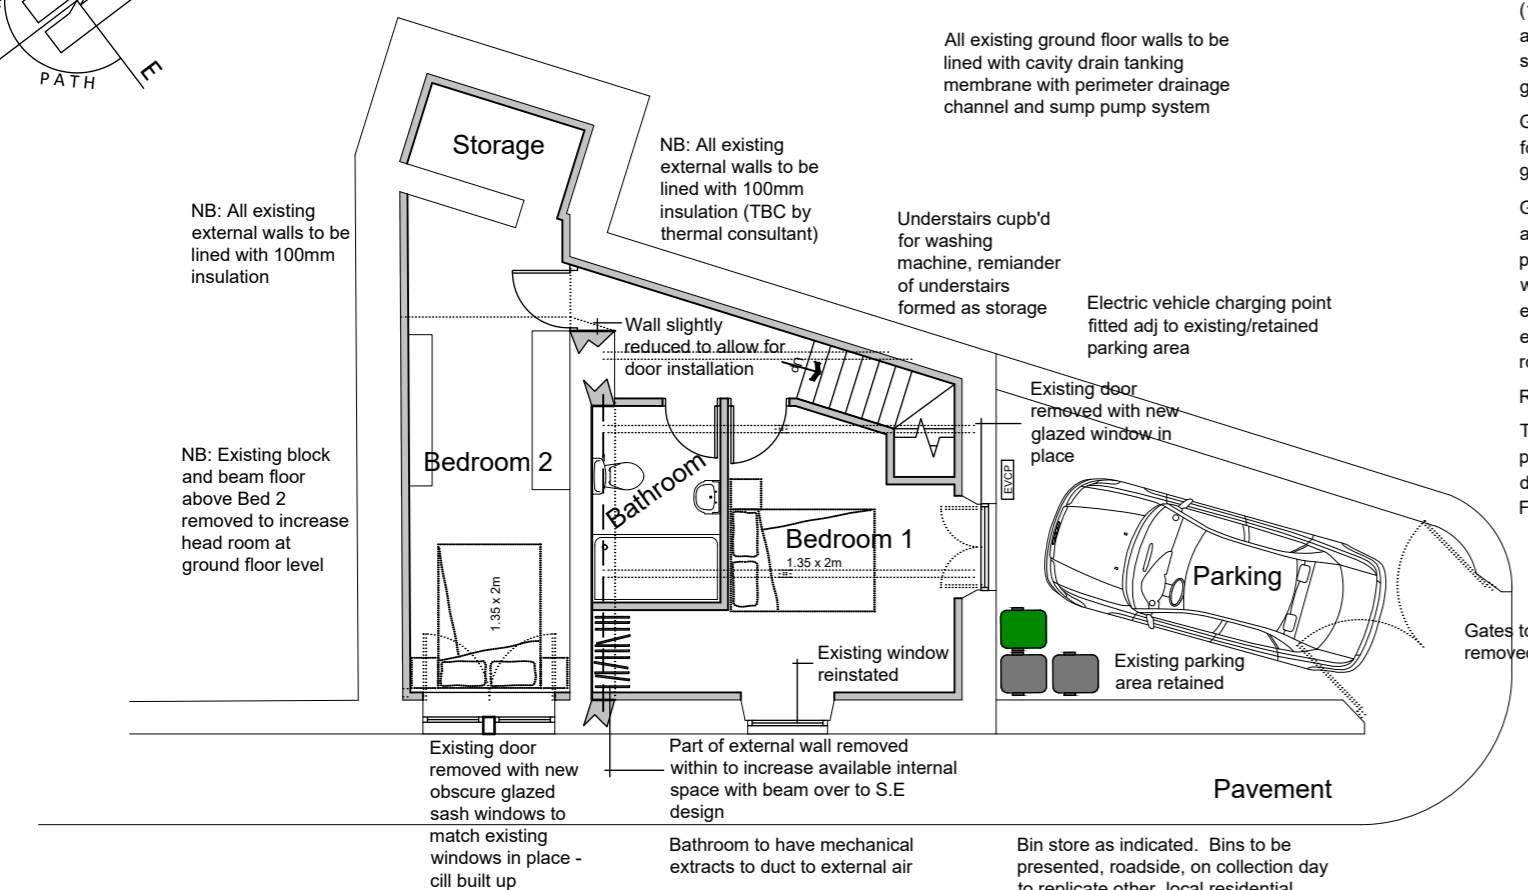 PATH
E
All existing ground floor walls to be
lined with cavity drain tanking
membrane with perimeter drainage
channel and sump pump system
Storage
NB: All existing
external walls to be
lined with 100mm
insulation (TBC by
thermal consultant)
NB: All existing
external walls to be
lined with 100mm
insulation
Understairs cupb'd
for washing
machine, remiander
of understairs
formed as storage
Electric vehicle charging point
fitted adj to existing/retained
parking area
Wall slightly
reduced to allow for
door installation
Existing door
removed with new
glazed window in
place
NB: Existing block
and beam floor
above Bed 2
removed to increase
head room at
ground floor level
Bedroom 2
Bathroom
EVCP
Bedroom 1
1.35 x 2m
1.35 x 2m
Parking
Gates to
removed
Existing window
reinstated
Existing parking
area retained
Existing door
removed with new
obscure glazed
sash windows to
match existing
windows in place -
cill built up
Part of external wall removed
within to increase available internal
space with beam over to S.E
design
Pavement
Bathroom to have mechanical
extracts to duct to external air
Bin store as indicated. Bins to be
presented, roadside, on collection day
to replicate other local residential